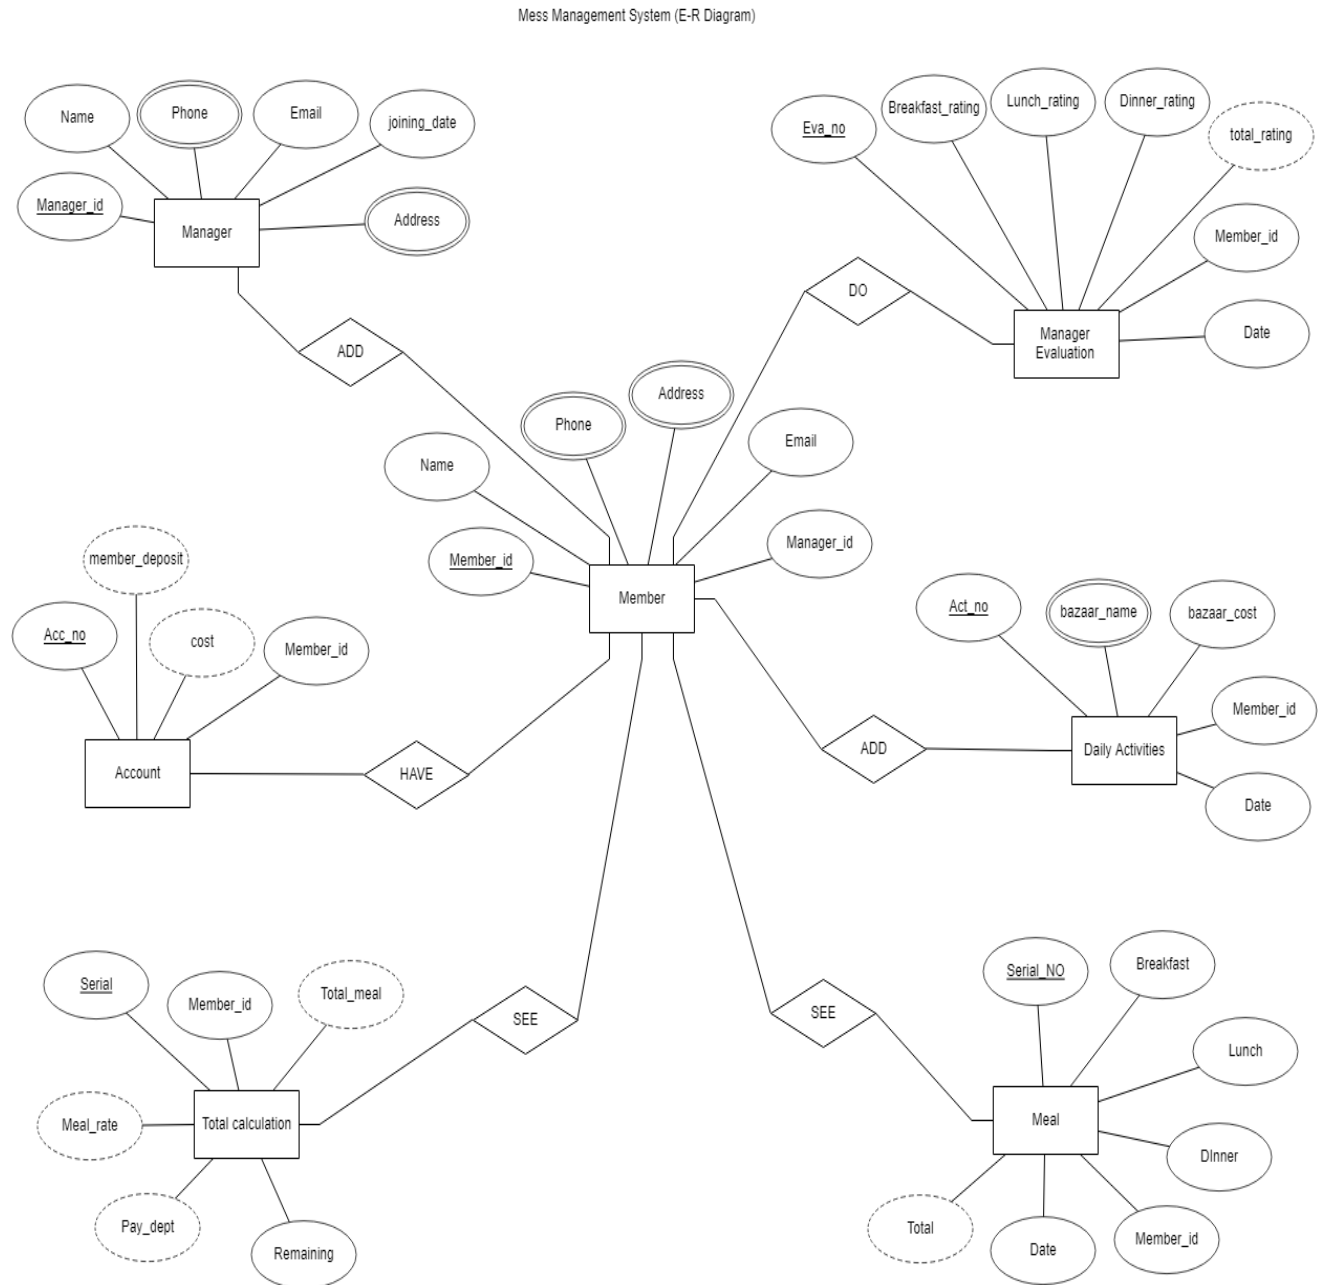 Mess Management System (E-R Diagram)
Name
Phone
Email
joining_date
Manager_id
Address
Manager
ADD
Eva_no
Breakfast_rating
Lunch_rating
Dinner_rating
total_rating
Member_id
Date
Manager
Evaluation
DO
Name
Phone
Address
Email
Member_id
Manager_id
Member
member_deposit
Acc_no
cost
Member_id
Account
HAVE
Act_no
bazaar_name
bazaar_cost
Member_id
Date
Daily Activities
ADD
Serial
Member_id
Total_meal
Meal_rate
Total calculation
Pay_dept
Remaining
SEE
SEE
Serial_NO
Breakfast
Lunch
DInner
Meal
Total
Date
Member_id